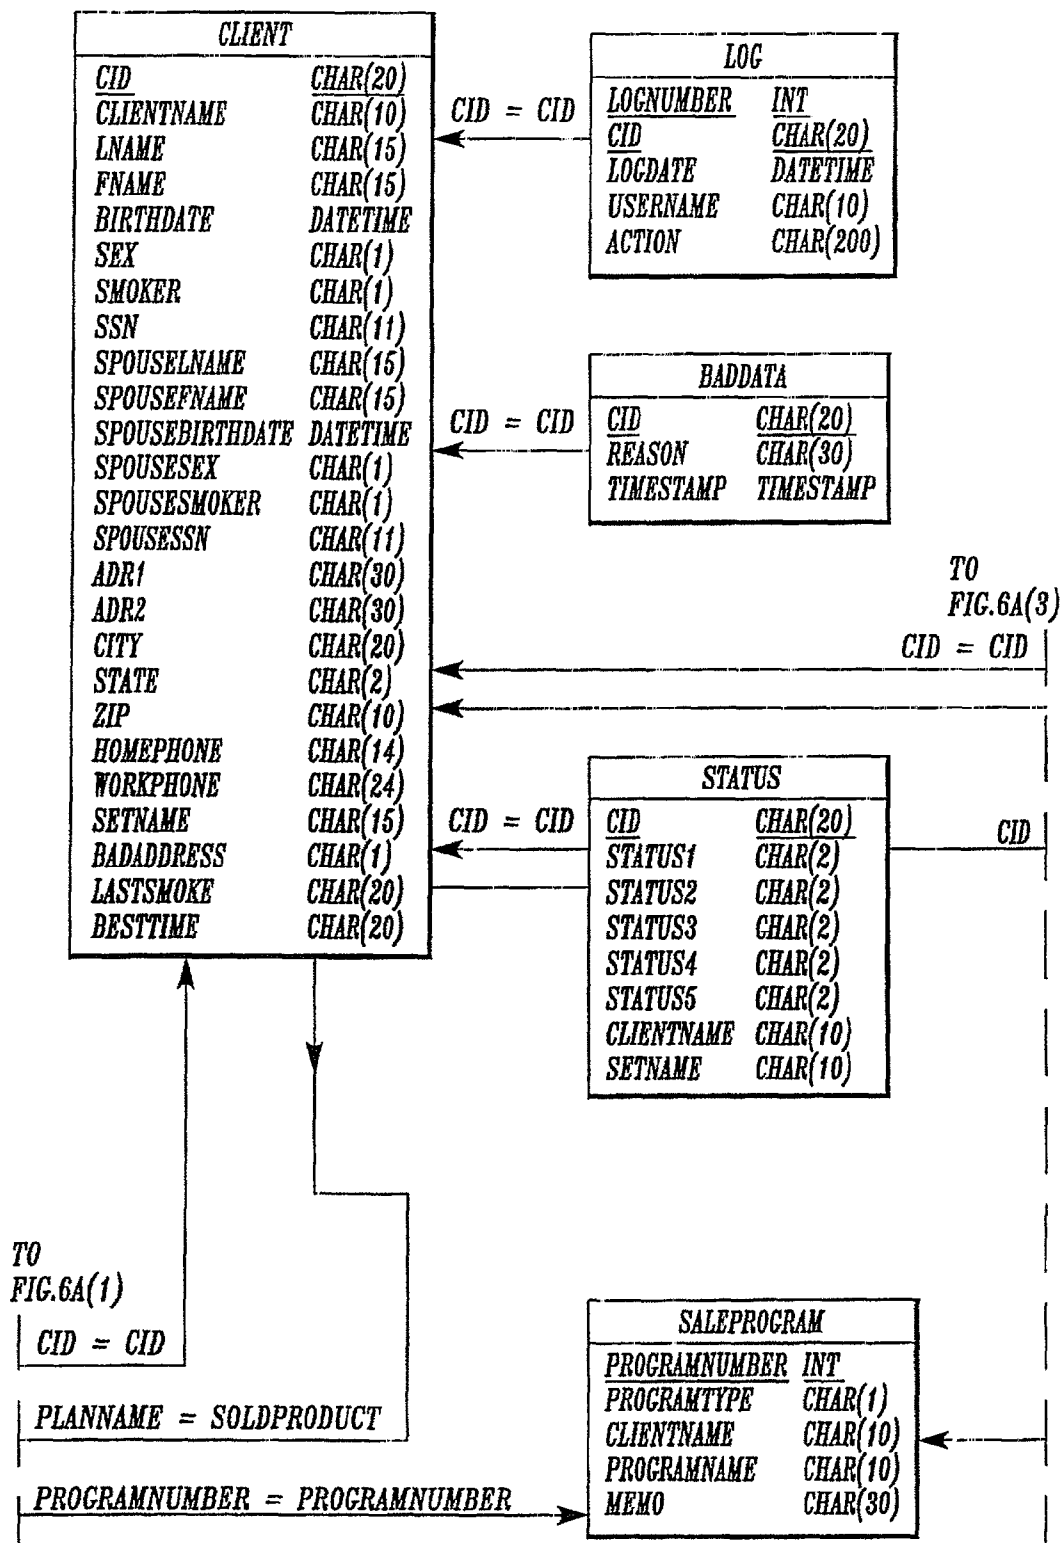 CLIENT
CID CHAR(20)
CLIENTNAME CHAR(10)
LNAME CHAR(15)
FNAME CHAR(15)
BIRTHDATE DATETIME
SEX CHAR(1)
SMOKER CHAR(1)
SSN CHAR(11)
SPOUSELNAME CHAR(15)
SPOUSEFNAME CHAR(15)
SPOUSEBIRTHDATE DATETIME
SPOUSESEX CHAR(1)
SPOUSESMOKER CHAR(1)
SPOUSESSN CHAR(11)
ADR1 CHAR(30)
ADR2 CHAR(30)
CITY CHAR(20)
STATE CHAR(2)
ZIP CHAR(10)
HOMEPHONE CHAR(14)
WORKPHONE CHAR(24)
SETNAME CHAR(15)
BADADDRESS CHAR(1)
LASTSMOKE CHAR(20)
BESTTIME CHAR(20)
CID = CID
LOG
LOGNUMBER INT
CID CHAR(20)
LOGDATE DATETIME
USERNAME CHAR(10)
ACTION CHAR(200)
CID = CID
BADDATA
CID CHAR(20)
REASON CHAR(30)
TIMESTAMP TIMESTAMP
TO
FIG.6A(3)
CID = CID
CID = CID
STATUS
CID CHAR(20)
STATUS1 CHAR(2)
STATUS2 CHAR(2)
STATUS3 GHAR(2)
STATUS4 CHAR(2)
STATUS5 CHAR(2)
CLIENTNAME CHAR(10)
SETNAME CHAR(10)
CID
TO
FIG.6A(1)
CID = CID
PLANNAME = SOLDPRODUCT
PROGRAMNUMBER = PROGRAMNUMBER
SALEPROGRAM
PROGRAMNUMBER INT
PROGRAMTYPE CHAR(1)
CLIENTNAME CHAR(10)
PROGRAMNAME CHAR(10)
MEMO CHAR(30)